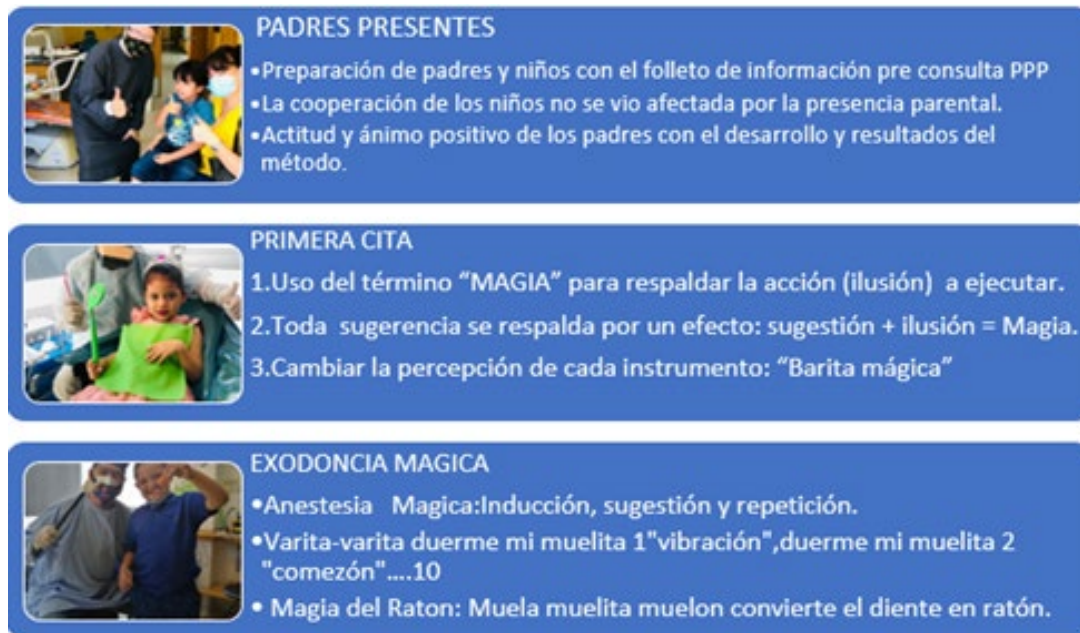 PADRES PRESENTES
•Preparación de padres y niños con el folleto de información pre consulta PPP
•La cooperación de los niños no se vio afectada por la presencia parental.
•Actitud y ánimo positivo de los padres con el desarrollo y resultados del
método.
PRIMERA CITA
1.Uso del término “MAGIA” para respaldar la acción (ilusión) a ejecutar.
2.Toda sugerencia se respalda por un efecto: sugestión + ilusión = Magia.
3.Cambiar la percepción de cada instrumento: “Barita mágica”
EXODONCIA MAGICA
•Anestesia Magica:Inducción, sugestión y repetición.
•Varita-varita duerme mi muelita 1"vibración",duerme mi muelita 2
"comezón"....10
• Magia del Raton: Muela muelita muelon convierte el diente en ratón.